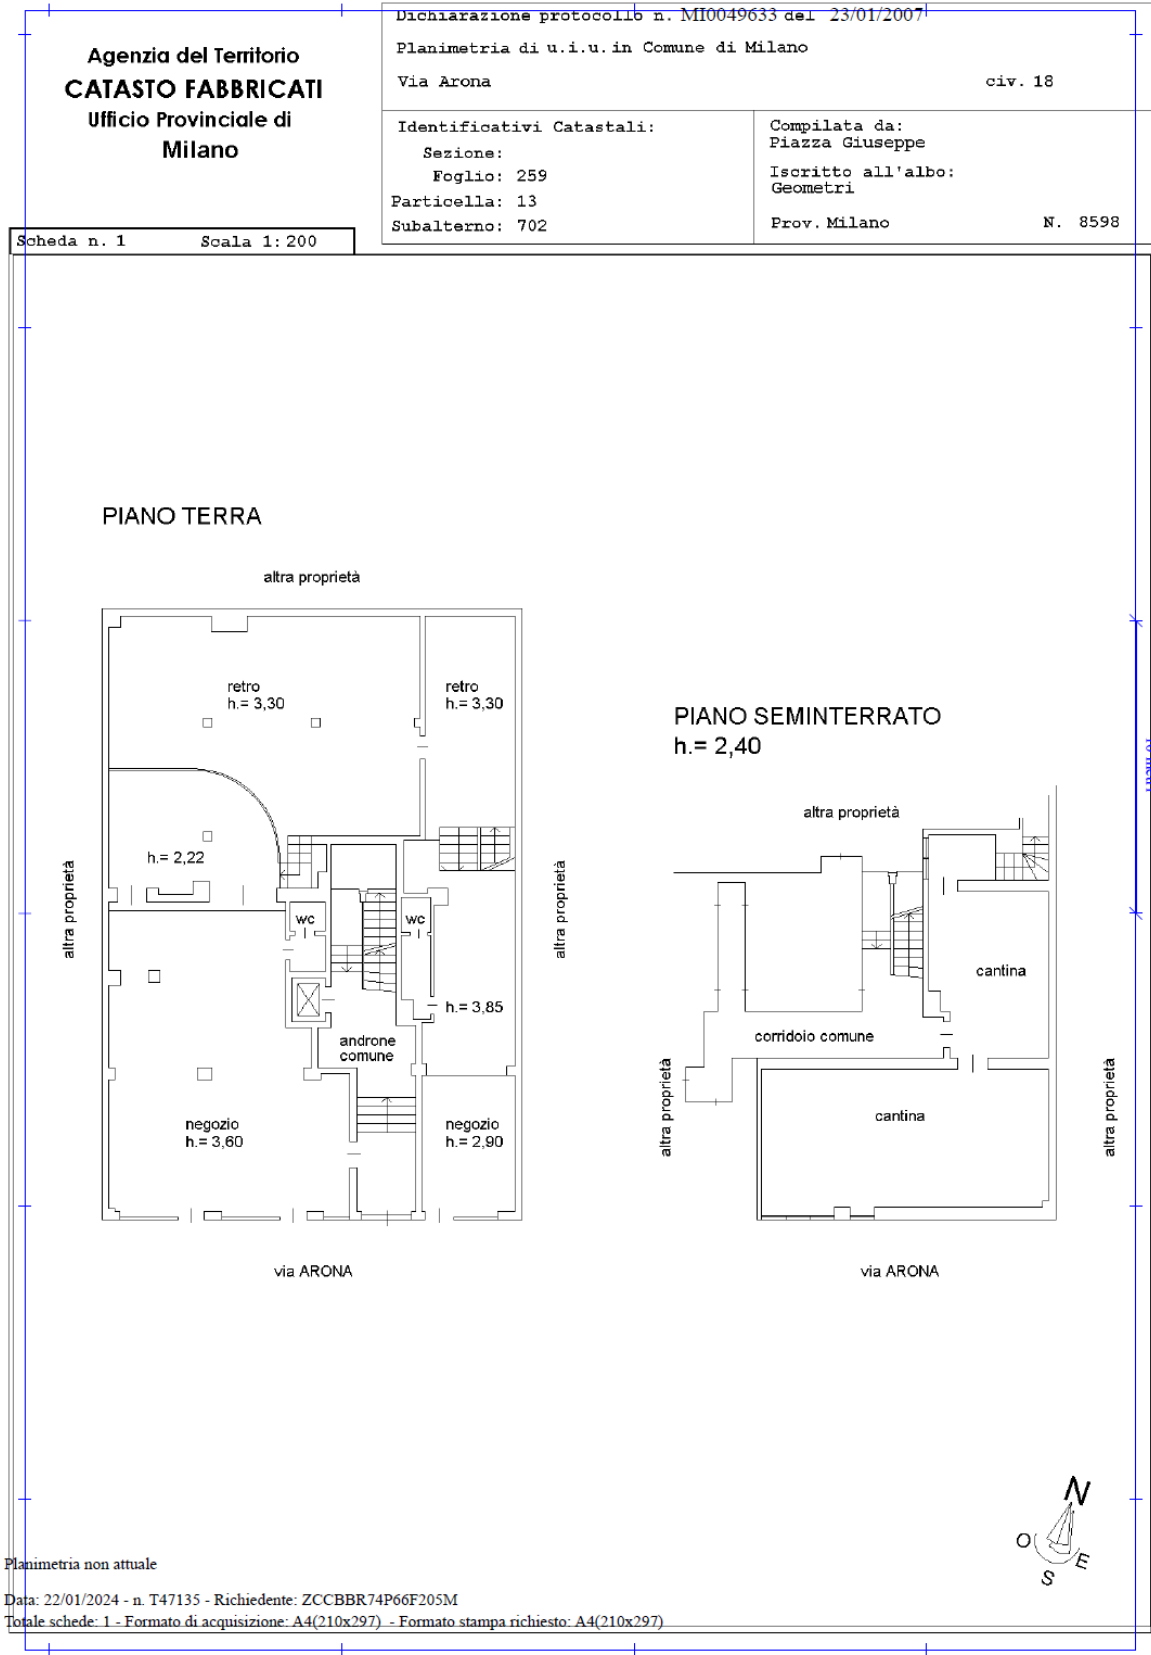 Agenzia del Territorio
CATASTO FABBRICATI
Ufficio Provinciale di
Milano
Dichiarazione protocollo n. MI0049633 del 23/01/2007
Planimetria di u.i.u. in Comune di Milano
Via Arona civ. 18
Identificativi Catastali:
Sezione:
Foglio: 259
Particella: 13
Subalterno: 702
Compilata da:
Piazza Giuseppe
Iscritto all'albo:
Geometri
Prov. Milano N. 8598
Scheda n. 1 Scala 1:200
PIANO TERRA
altra proprietà
retro
h.= 3,30
retro
h.= 3,30
h.= 2,22
altra proprietà
altra proprietà
wc
wc
h.= 3,85
androne
comune
negozio
h.= 3,60
negozio
h.= 2,90
via ARONA
PIANO SEMINTERRATO
h.= 2,40
altra proprietà
cantina
corridoio comune
altra proprietà
altra proprietà
cantina
via ARONA
10 metri
N
O
E
S
Planimetria non attuale
Data: 22/01/2024 - n. T47135 - Richiedente: ZCCBBR74P66F205M
Totale schede: 1 - Formato di acquisizione: A4(210x297) - Formato stampa richiesto: A4(210x297)